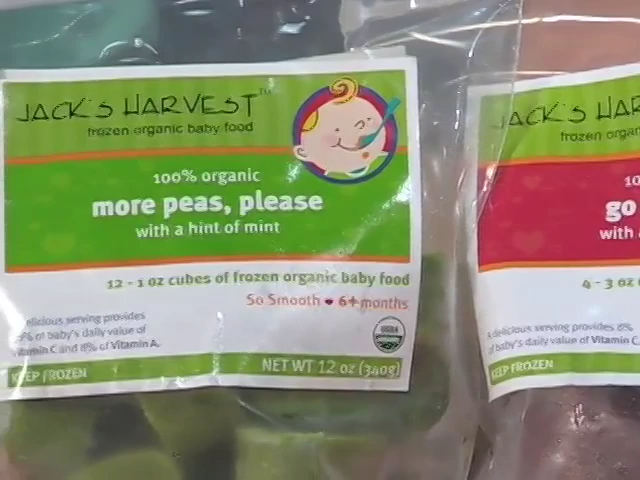 JACK'S HARVEST™
frozen organic baby food
100% organic
more peas, please
with a hint of mint
12 - 1 oz cubes of frozen organic baby food
So Smooth • 6+months
delicious serving provides
of baby's daily value of
Vitamin C and 8% of Vitamin A.
USDA
ORGANIC
KEEP FROZEN
NET WT 12 oz (340g)
JACK'S
frozen
go
with
4 - 3 oz
delicious serving provides 8%
of baby's daily value of Vitamin C
KEEP FROZEN